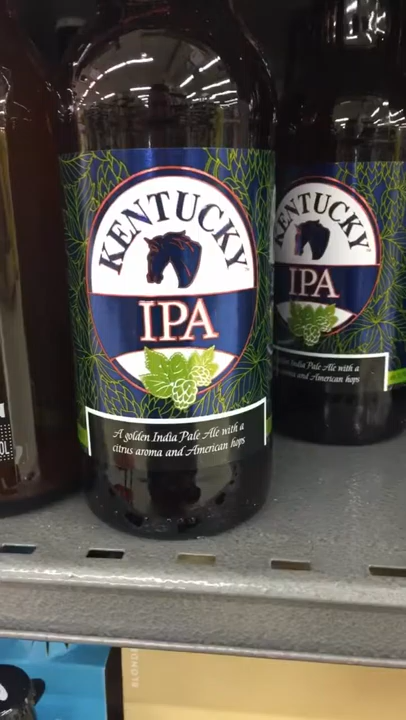 KENTUCKY
IPA
A golden India Pale Ale with a
citrus aroma and American hops
KENTUCKY
IPA
India Pale Ale with a
and American hops